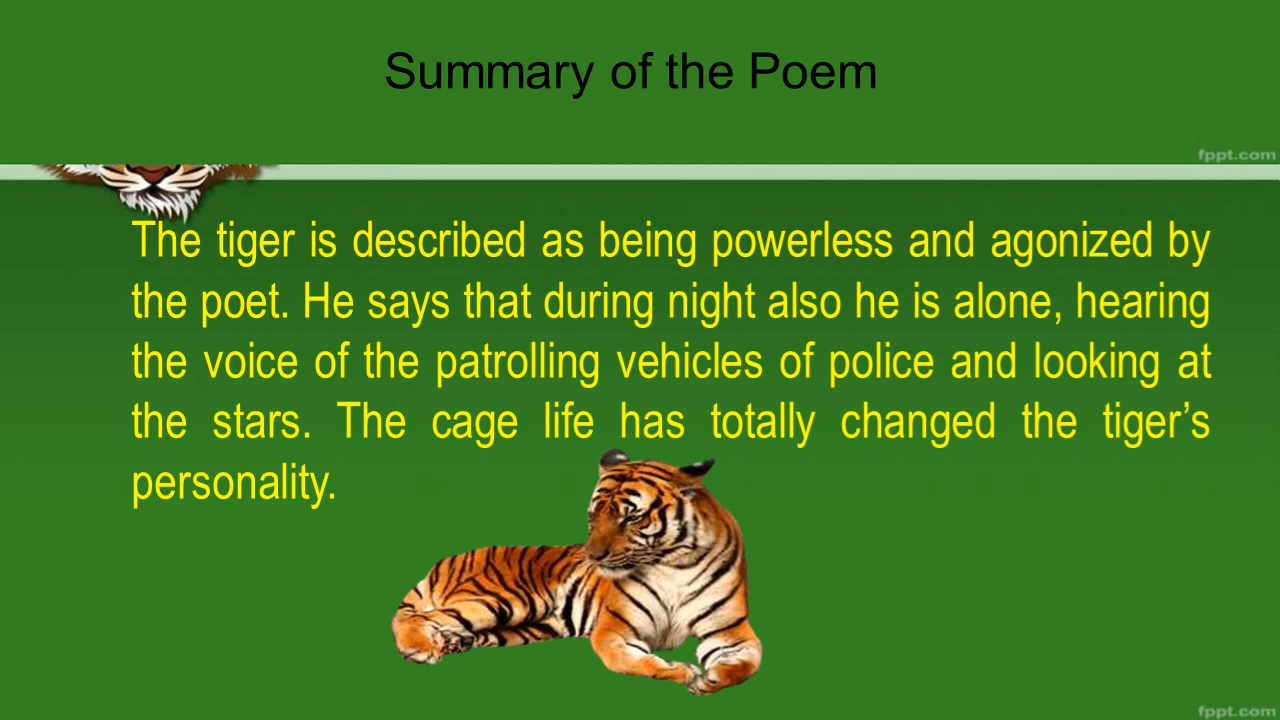 Summary of the Poem
fppt.com
The tiger is described as being powerless and agonized by
the poet. He says that during night also he is alone, hearing
the voice of the patrolling vehicles of police and looking at
the stars. The cage life has totally changed the tiger’s
personality.
fppt.com